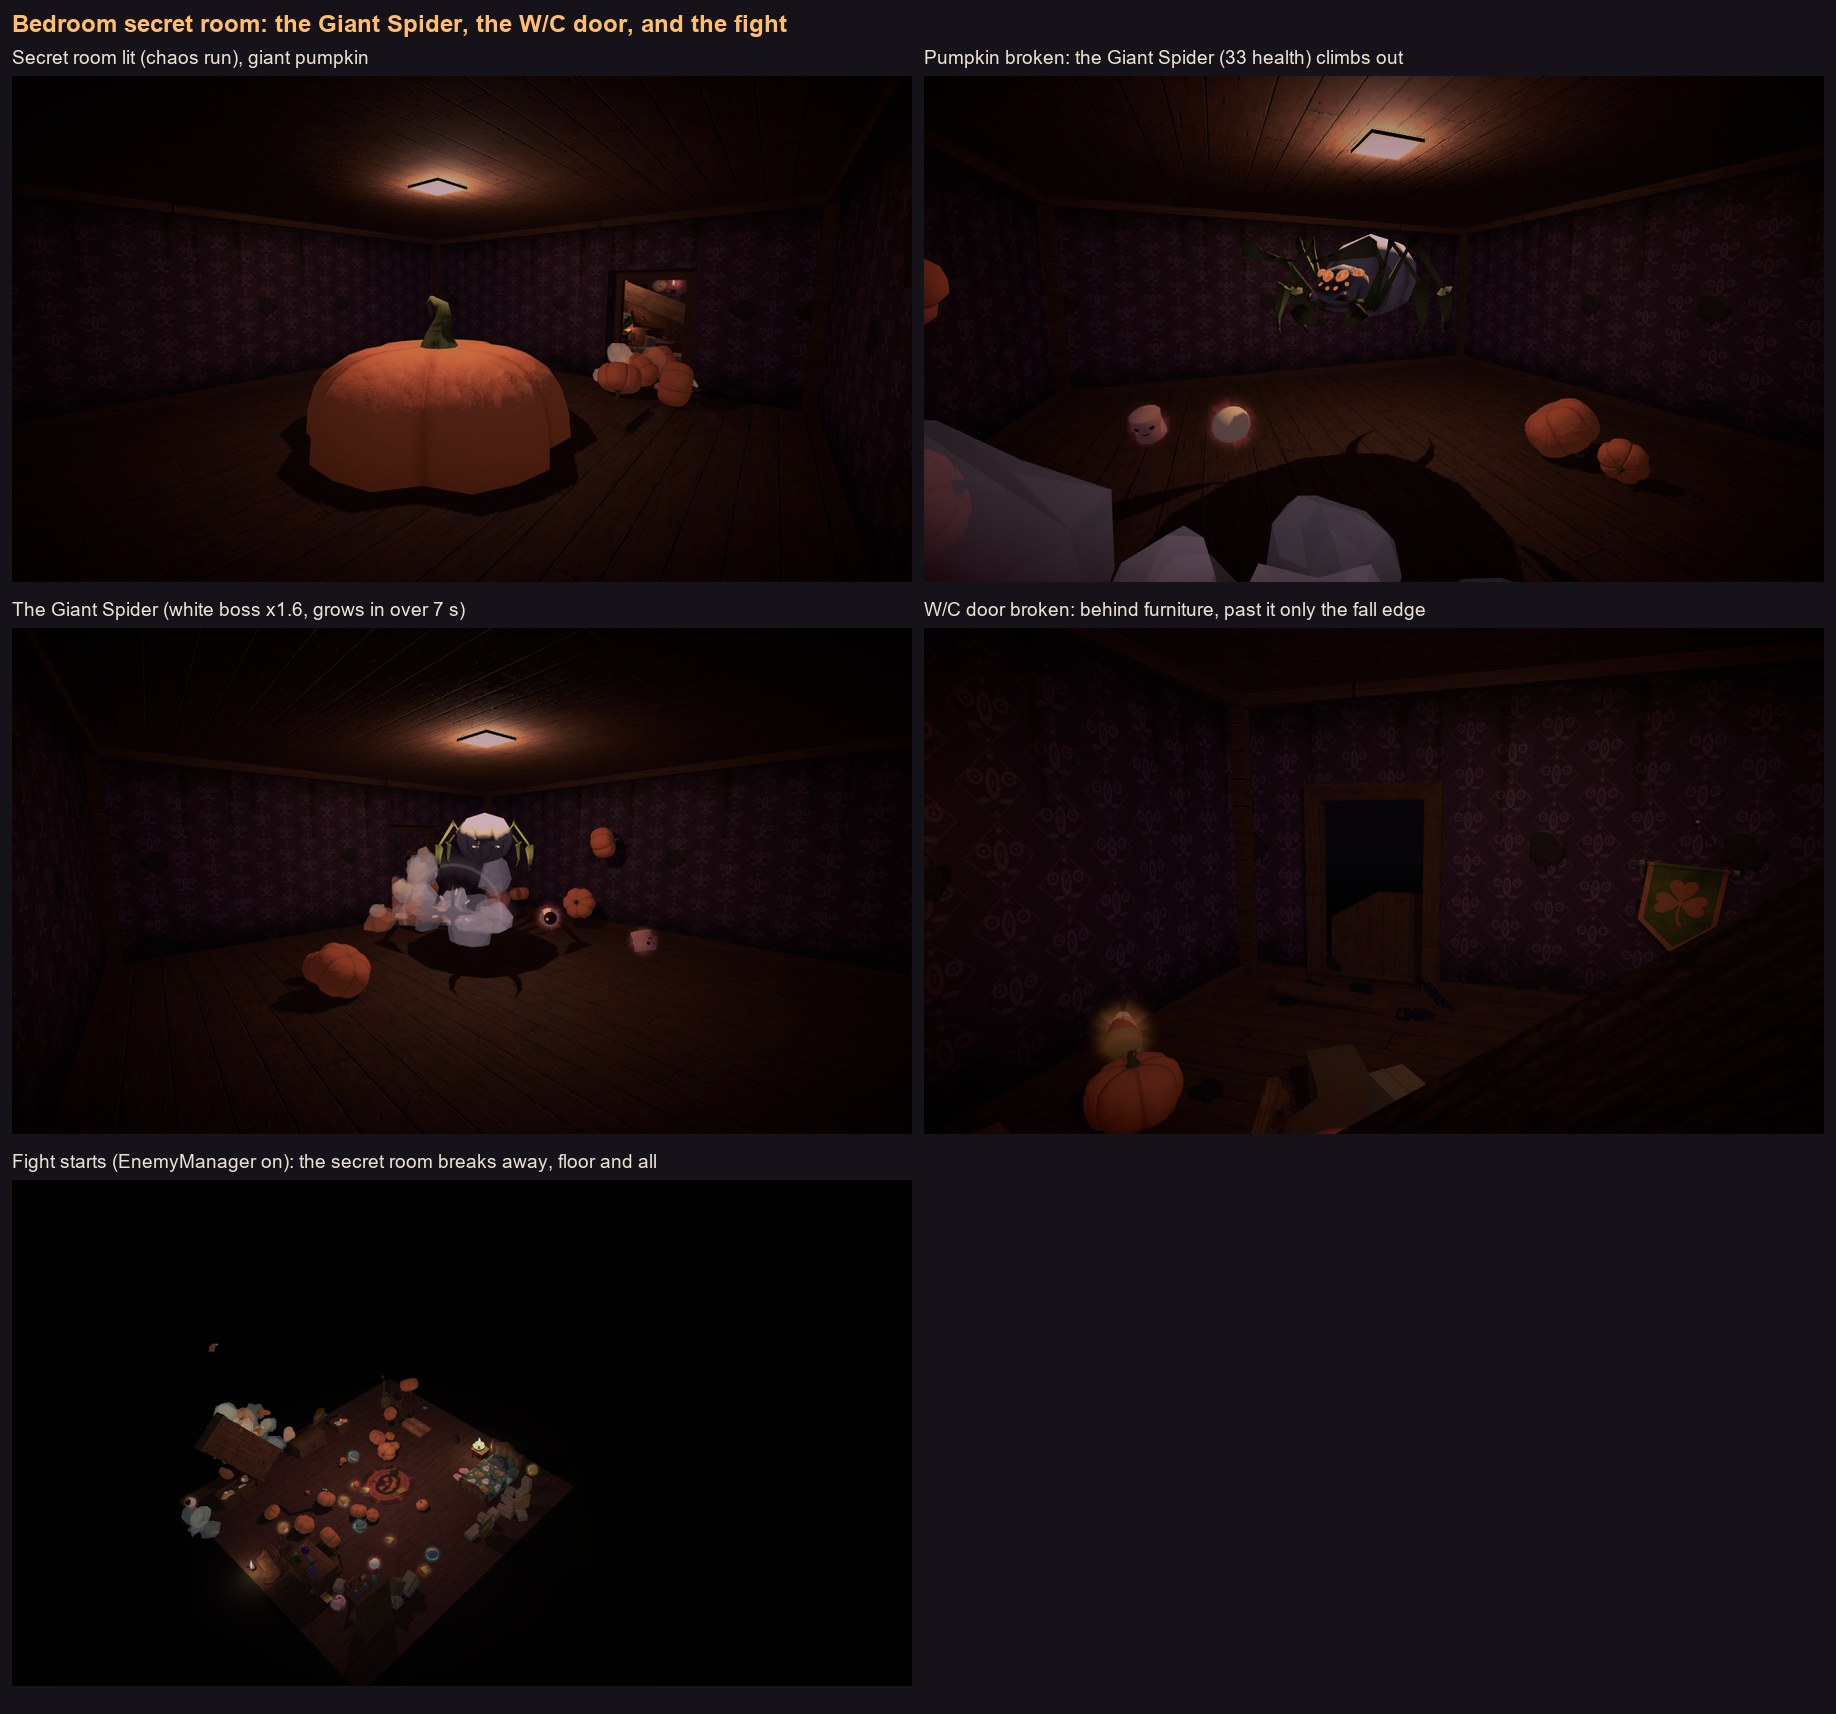 Bedroom secret room: the Giant Spider, the W/C door, and the fight
Secret room lit (chaos run), giant pumpkin
Pumpkin broken: the Giant Spider (33 health) climbs out
The Giant Spider (white boss x1.6, grows in over 7 s)
W/C door broken: behind furniture, past it only the fall edge
Fight starts (EnemyManager on): the secret room breaks away, floor and all